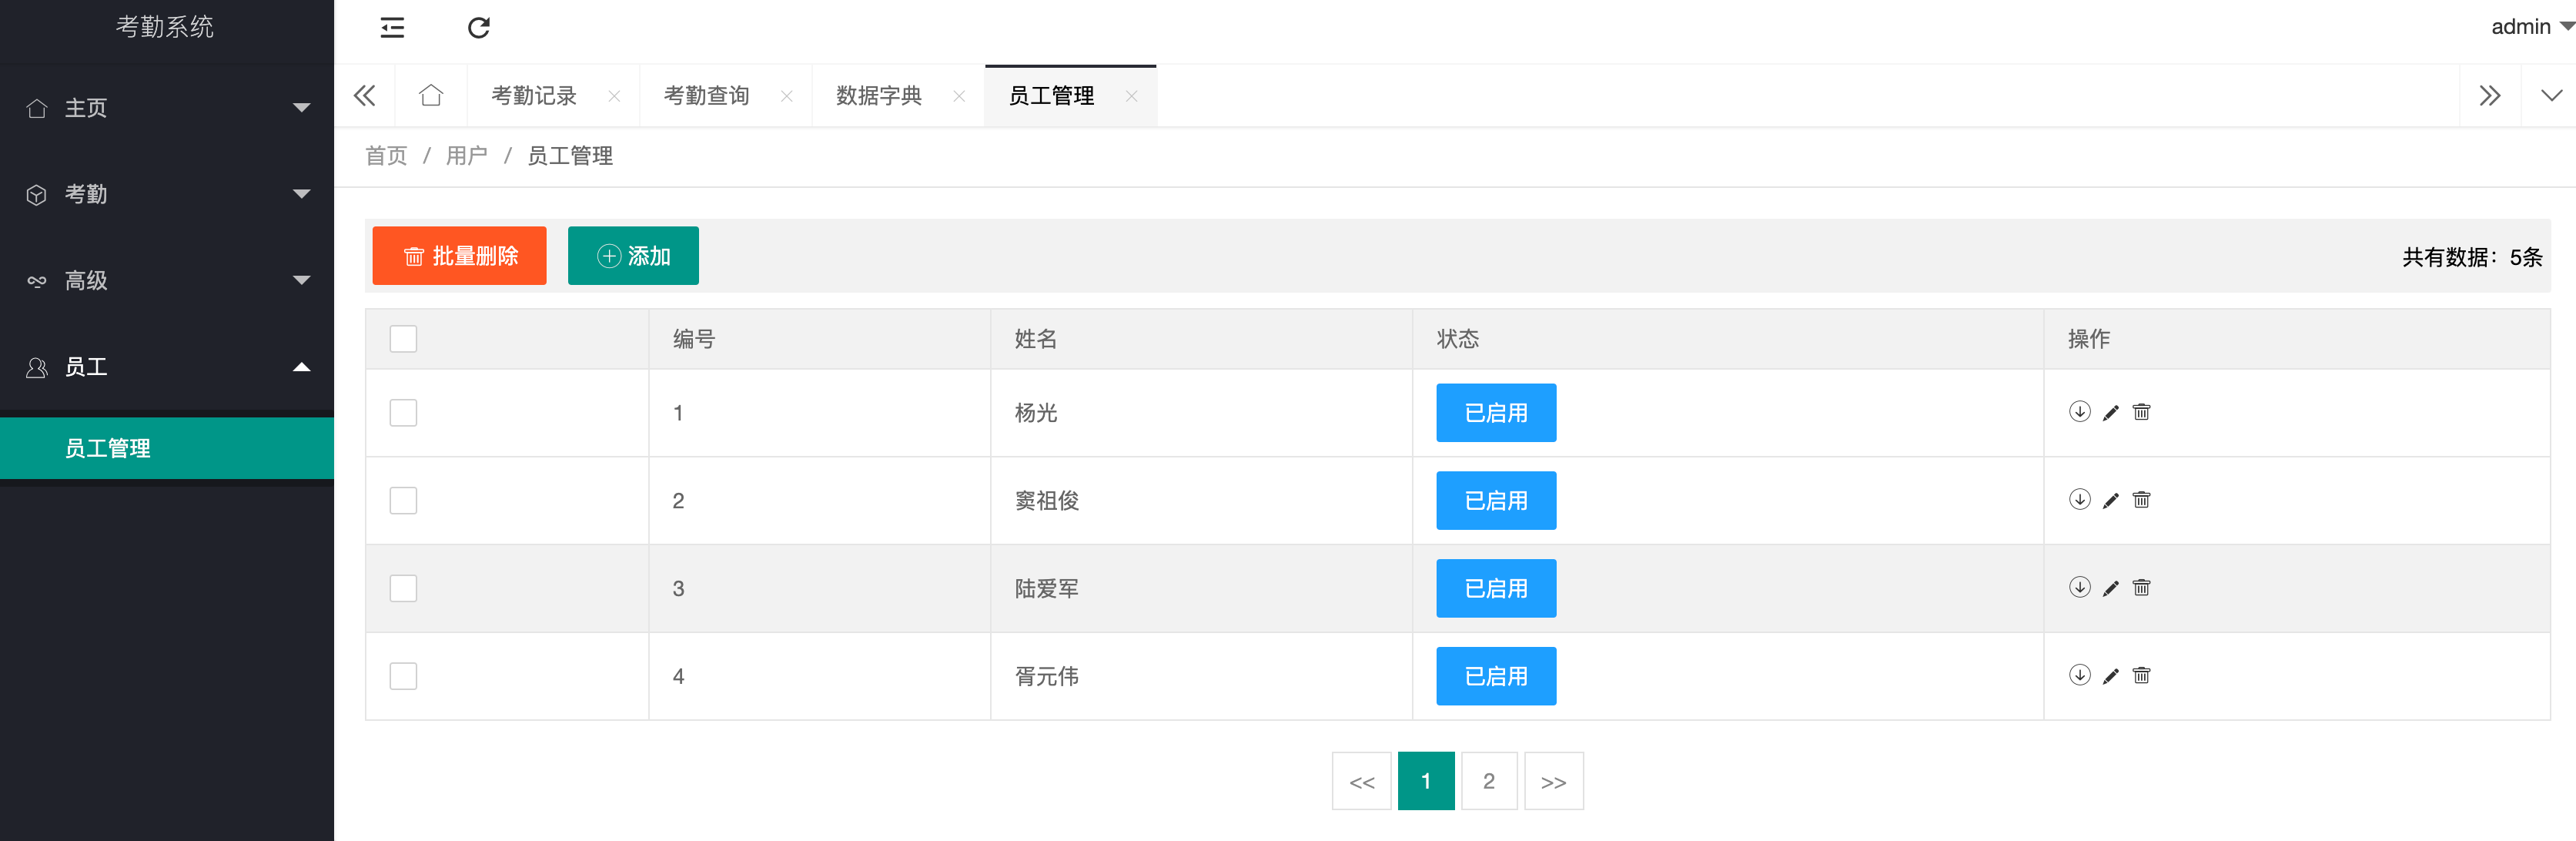 考勤系统
admin
主页
考勤
高级
员工
员工管理
考勤记录
考勤查询
数据字典
员工管理
首页 / 用户 / 员工管理
批量删除
添加
共有数据：5条
编号 姓名 状态 操作
1 杨光 已启用
2 窦祖俊 已启用
3 陆爱军 已启用
4 胥元伟 已启用
<< 1 2 >>